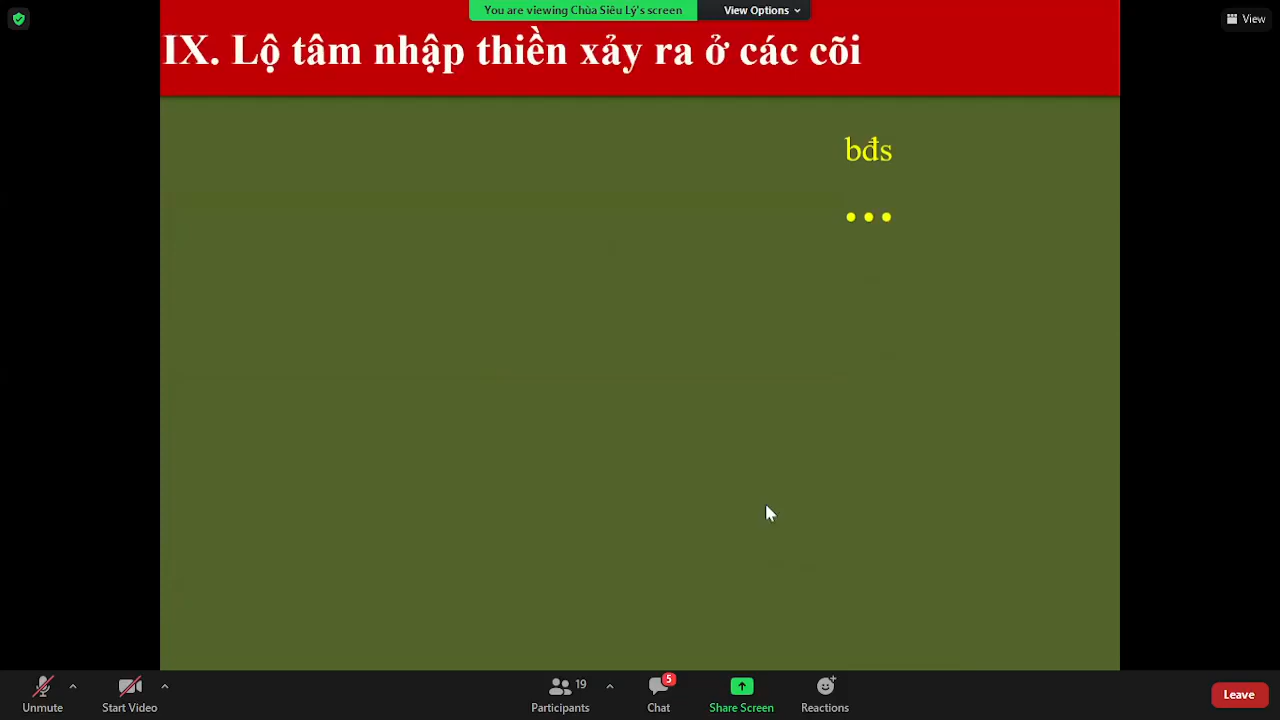 You are viewing Chùa Siêu Lý's screen
View Options
View
IX. Lộ tâm nhập thiền xảy ra ở các cõi
bđs
•••
Unmute
Start Video
19
Participants
5
Chat
Share Screen
Reactions
Leave